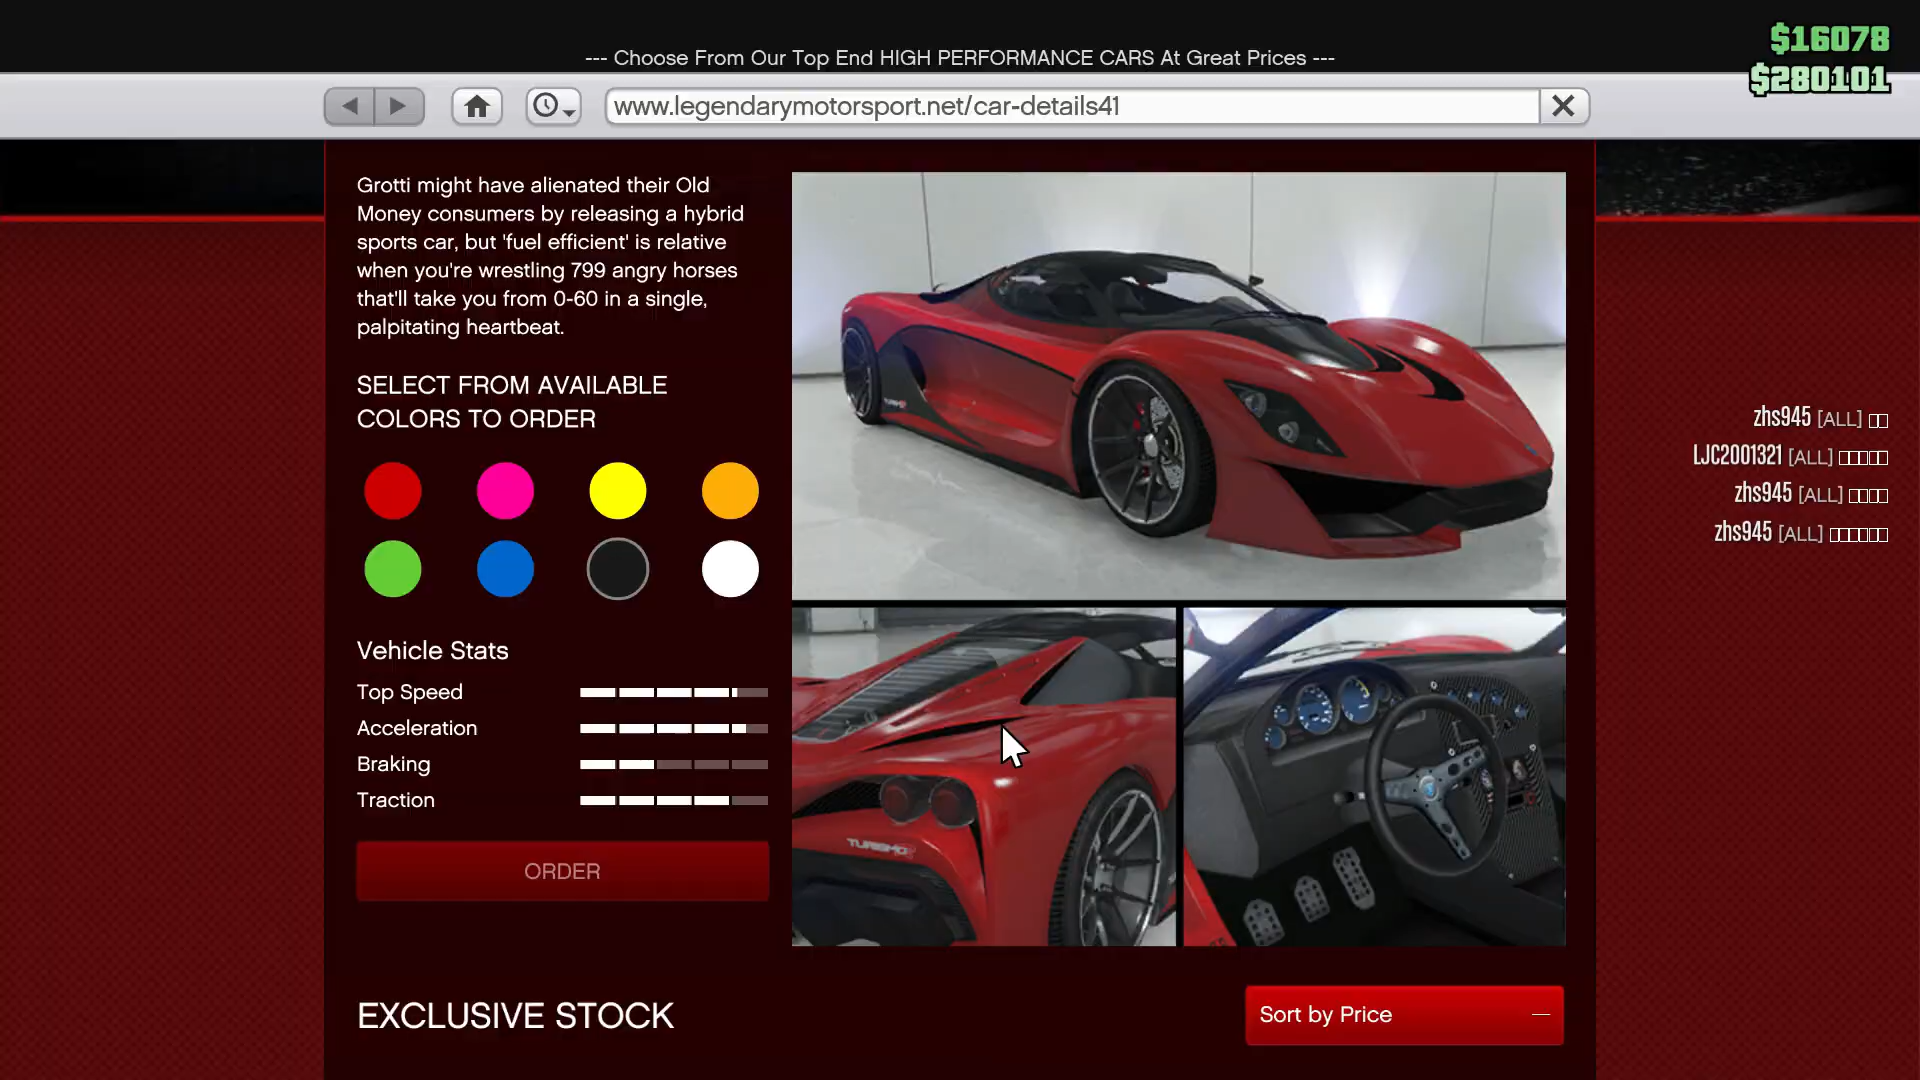 $16078
--- Choose From Our Top End HIGH PERFORMANCE CARS At Great Prices ---
$280101
www.legendarymotorsport.net/car-details41
Grotti might have alienated their Old
Money consumers by releasing a hybrid
sports car, but 'fuel efficient' is relative
when you're wrestling 799 angry horses
that'll take you from 0-60 in a single,
palpitating heartbeat.
SELECT FROM AVAILABLE
COLORS TO ORDER
Vehicle Stats
Top Speed
Acceleration
Braking
Traction
ORDER
zhs945 [ALL] □□
LJC2001321 [ALL] □□□□□
zhs945 [ALL] □□□□
zhs945 [ALL] □□□□□□
EXCLUSIVE STOCK
Sort by Price